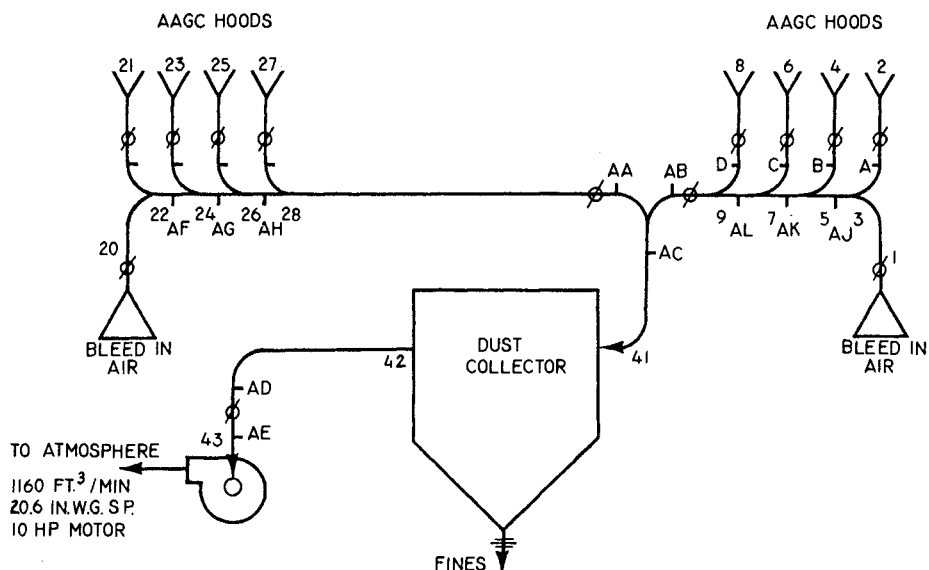 AAGC HOODS
AAGC HOODS
21 23 25 27
8 6 4 2
AA AB D C B A
22 AF 24 AG 26 AH 28
9 AL 7 AK 5 AJ 3
20
1
AC
BLEED IN
AIR
BLEED IN
AIR
42
DUST
COLLECTOR
41
AD
43 AE
TO ATMOSPHERE
1160 FT.³/MIN
20.6 IN.W.G. S.P.
10 HP MOTOR
FINES